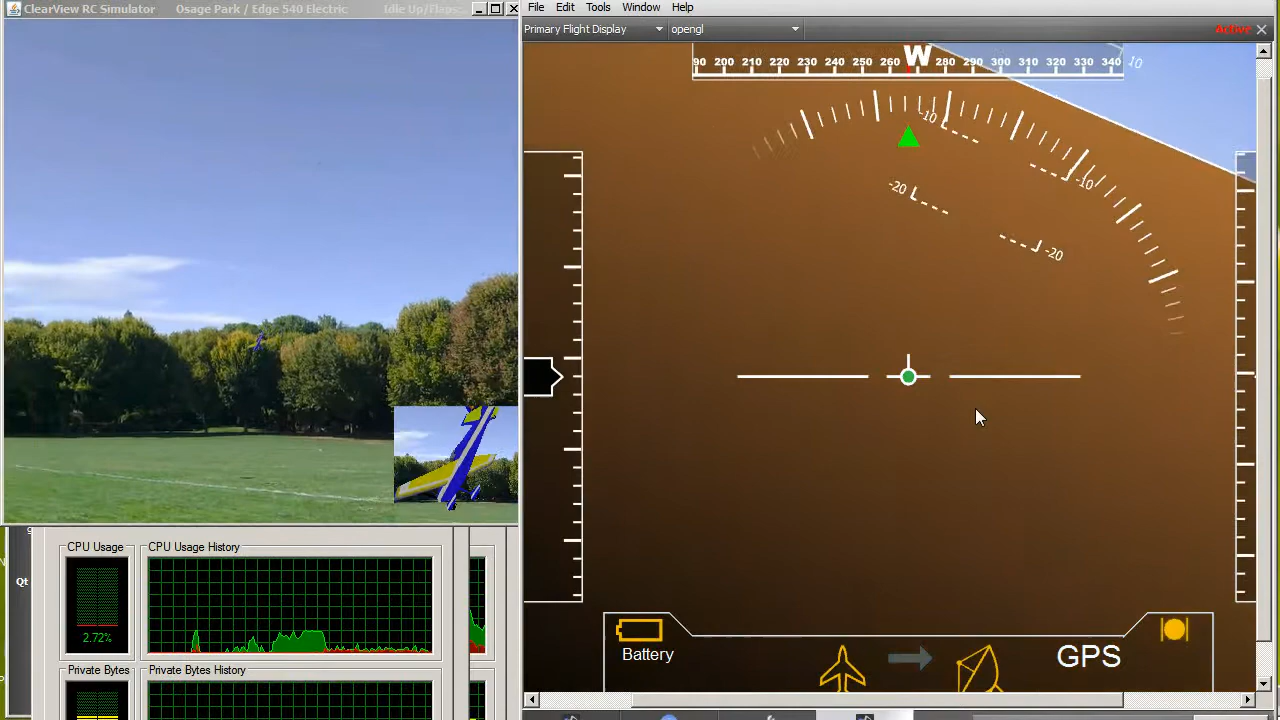 ClearView RC Simulator Osage Park / Edge 540 Electric Idle Up/Flaps:
File Edit Tools Window Help
Primary Flight Display opengl Active
W
90 200 210 220 230 240 250 260 280 290 300 310 320 330 340
10
-10
-10
-20
-20
CPU Usage CPU Usage History
Qt
2.72%
Battery
GPS
Private Bytes Private Bytes History